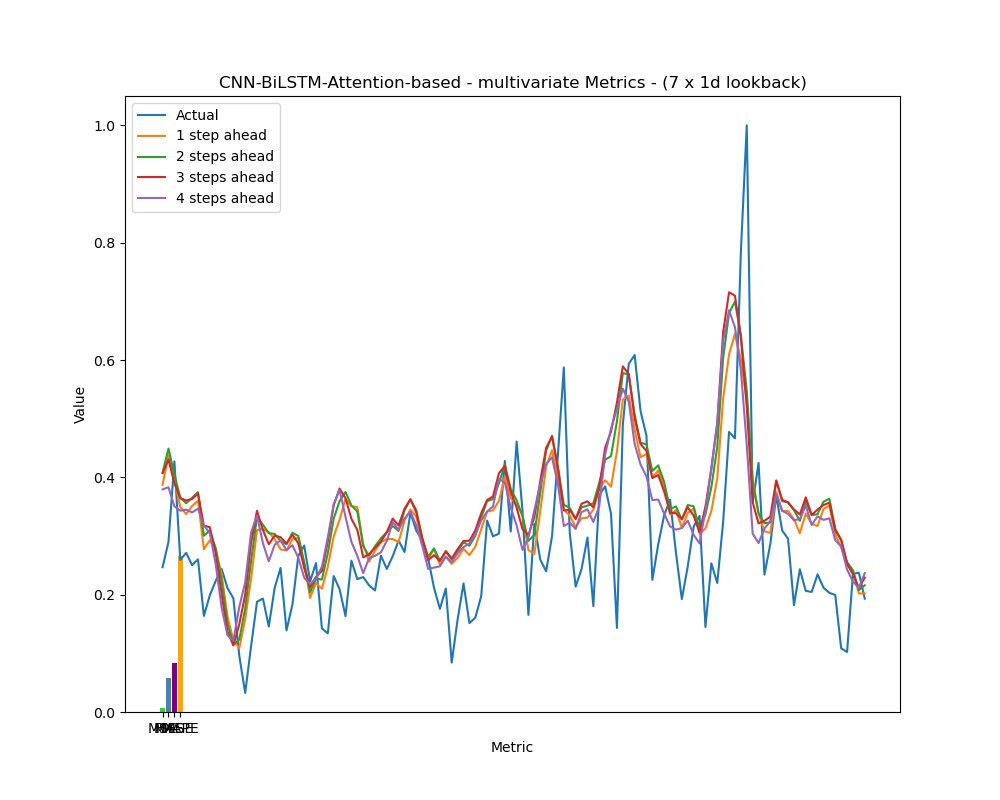 CNN-BiLSTM-Attention-based - multivariate Metrics - (7 x 1d lookback)
Actual
1 step ahead
2 steps ahead
3 steps ahead
4 steps ahead
1.0
0.8
0.6
0.4
0.2
0.0
Value
Metric